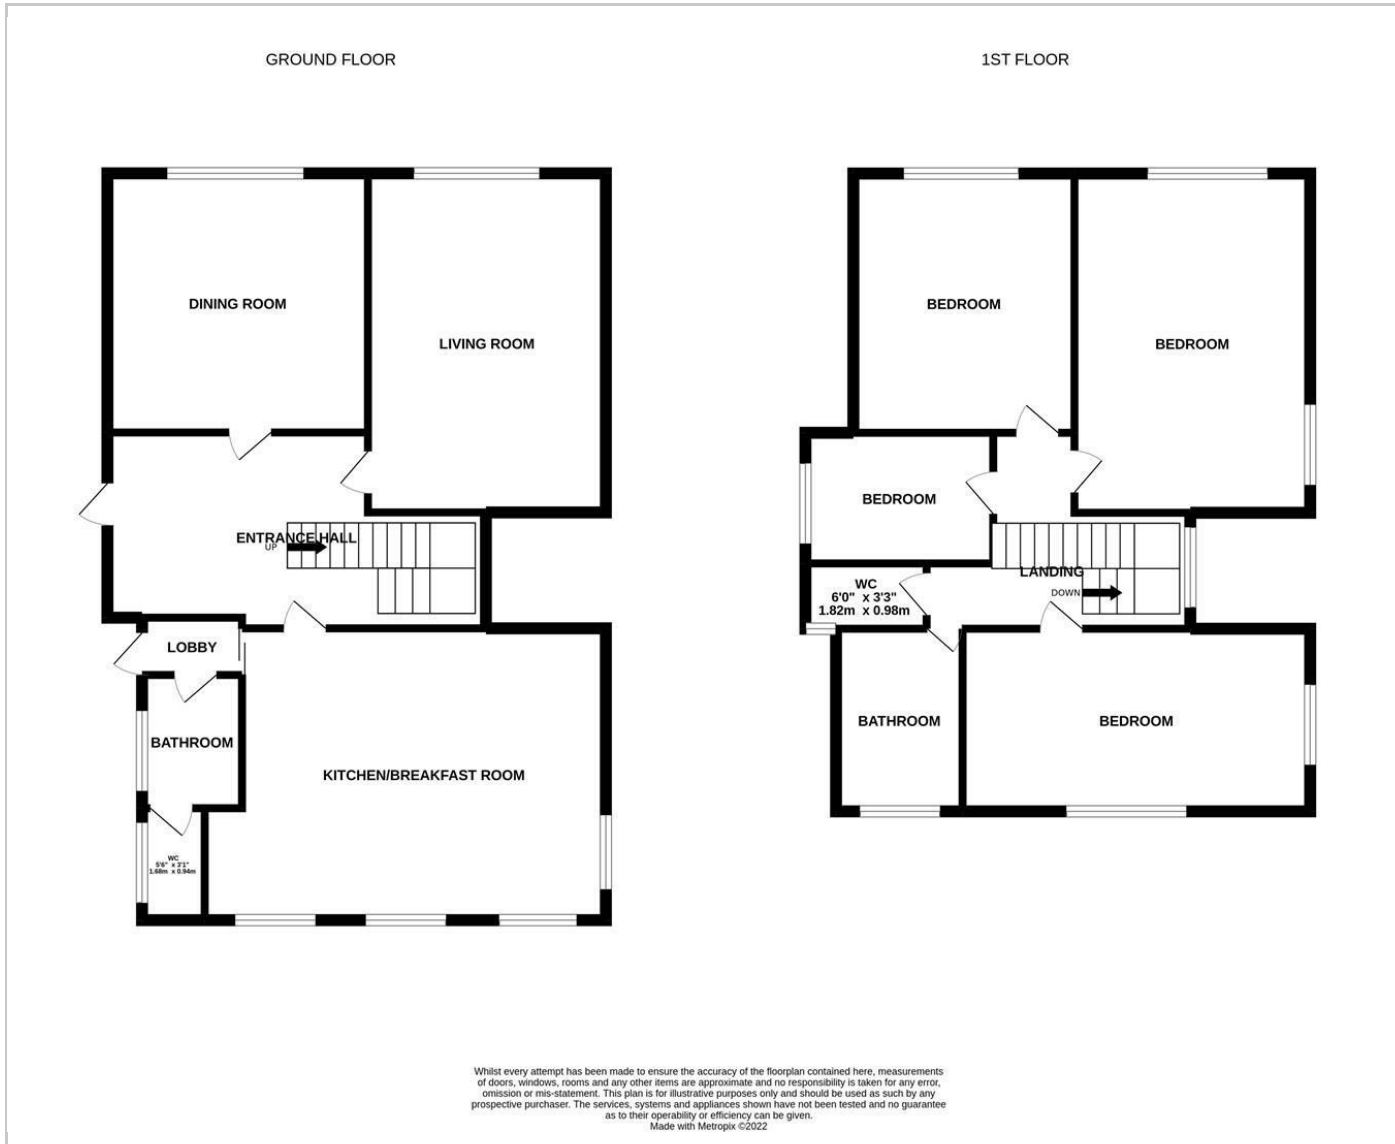 GROUND FLOOR
DINING ROOM
LIVING ROOM
ENTRANCE HALL
UP
LOBBY
BATHROOM
KITCHEN/BREAKFAST ROOM
WC
5'6" x 3'1"
1.68m x 0.94m
1ST FLOOR
BEDROOM
BEDROOM
BEDROOM
LANDING
DOWN
WC
6'0" x 3'3"
1.82m x 0.98m
BATHROOM
BEDROOM
Whilst every attempt has been made to ensure the accuracy of the floorplan contained here, measurements
of doors, windows, rooms and any other items are approximate and no responsibility is taken for any error,
omission or mis-statement. This plan is for illustrative purposes only and should be used as such by any
prospective purchaser. The services, systems and appliances shown have not been tested and no guarantee
as to their operability or efficiency can be given.
Made with Metropix ©2022